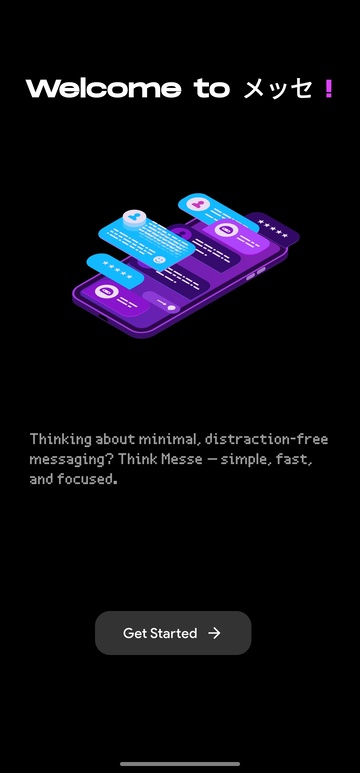 Welcome to メッセ !
Thinking about minimal, distraction-free
messaging? Think Messe — simple, fast,
and focused.
Get Started →